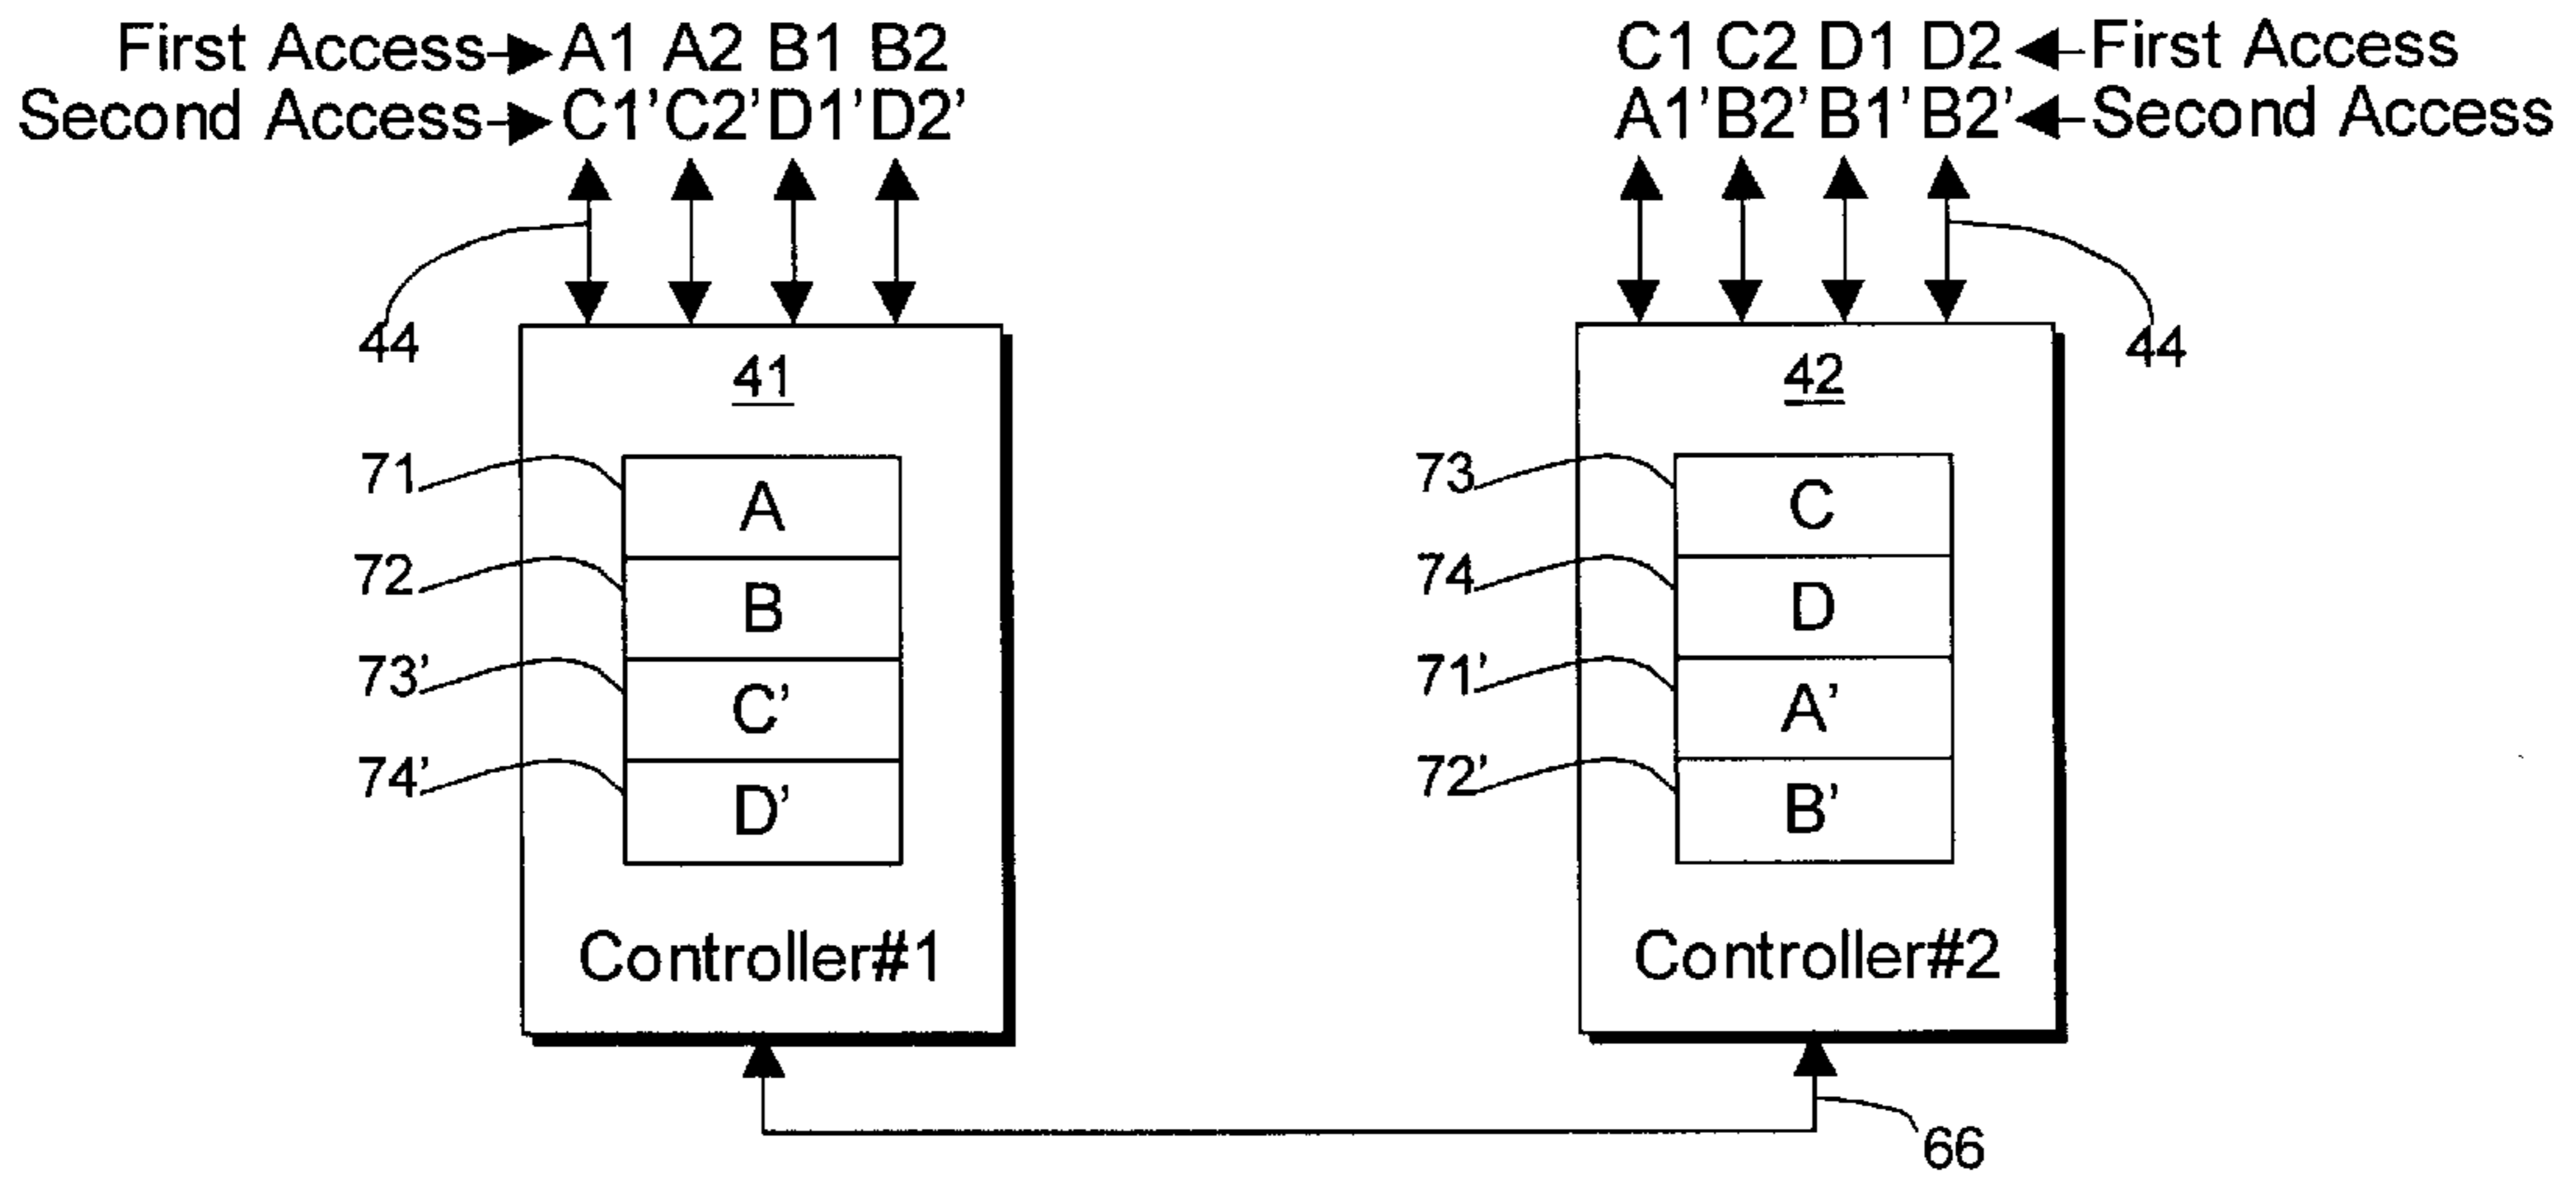 First Access A1 A2 B1 B2
Second Access C1' C2' D1' D2'
C1 C2 D1 D2 First Access
A1' B2' B1' B2' Second Access
44
44
41
42
71
A
72
B
73'
C'
74'
D'
Controller#1
73
C
74
D
71'
A'
72'
B'
Controller#2
66